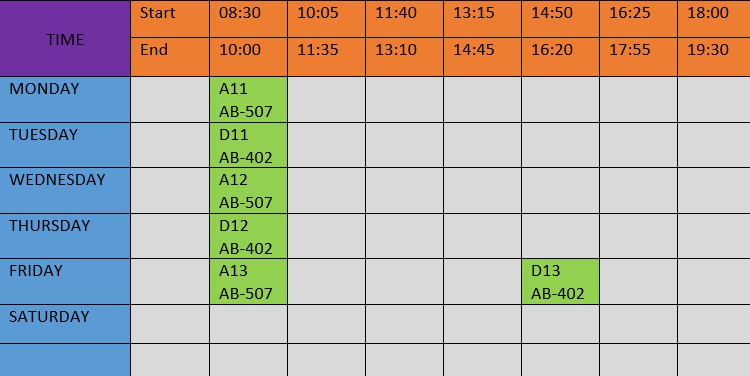 TIME
Start 08:30 10:05 11:40 13:15 14:50 16:25 18:00
End 10:00 11:35 13:10 14:45 16:20 17:55 19:30
MONDAY A11
AB-507
TUESDAY D11
AB-402
WEDNESDAY A12
AB-507
THURSDAY D12
AB-402
FRIDAY A13 D13
AB-507 AB-402
SATURDAY